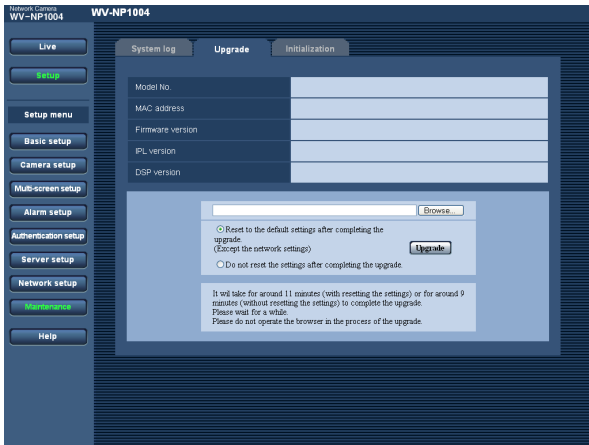 Network Camera
WV-NP1004
WV-NP1004
Live
Setup
Setup menu
Basic setup
Camera setup
Multi-screen setup
Alarm setup
Authentication setup
Server setup
Network setup
Maintenance
Help
System log
Upgrade
Initialization
Model No.
MAC address
Firmware version
IPL version
DSP version
Browse...
Reset to the default settings after completing the
upgrade.
(Except the network settings)
Upgrade
Do not reset the settings after completing the upgrade.
It wil take for around 11 minutes (with resetting the settings) or for around 9
minutes (without resetting the settings) to complete the upgrade.
Please wait for a while.
Please do not operate the browser in the process of the upgrade.